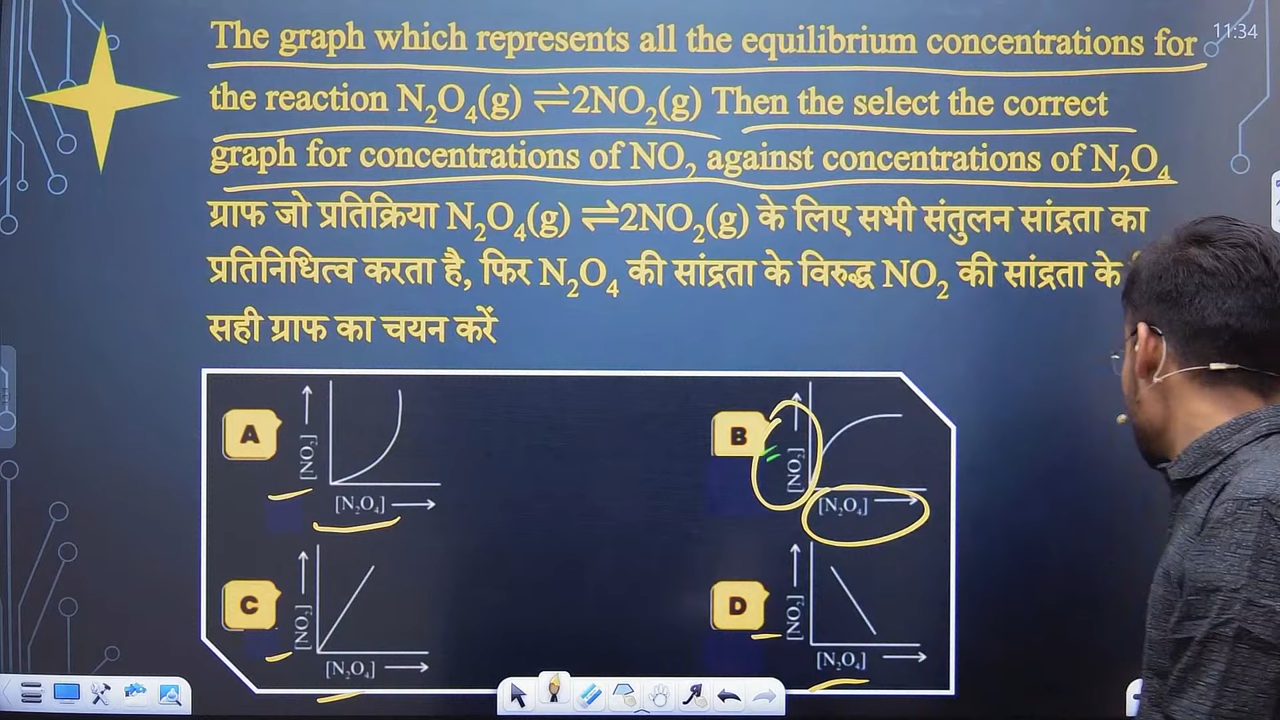 11:34
The graph which represents all the equilibrium concentrations for
the reaction N₂O₄(g) ⇌2NO₂(g) Then the select the correct
graph for concentrations of NO₂ against concentrations of N₂O₄
ग्राफ जो प्रतिक्रिया N₂O₄(g) ⇌2NO₂(g) के लिए सभी संतुलन सांद्रता का
प्रतिनिधित्व करता है, फिर N₂O₄ की सांद्रता के विरुद्ध NO₂ की सांद्रता के
सही ग्राफ का चयन करें
A
[NO₂]
[N₂O₄]
B
[NO₂]
[N₂O₄]
C
[NO₂]
[N₂O₄]
D
[NO₂]
[N₂O₄]